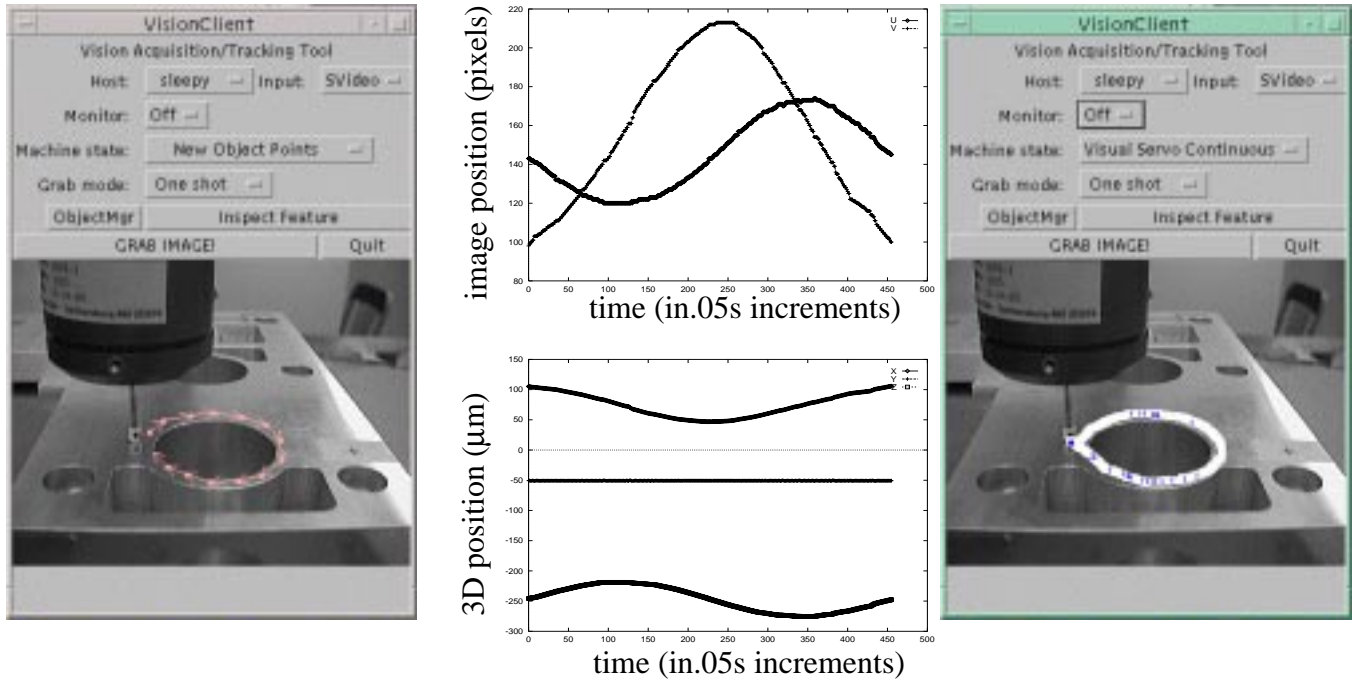 VisionClient
Vision Acquisition/Tracking Tool
Host: sleepy Input: SVideo
Monitor: Off
Machine state: New Object Points
Grab mode: One shot
ObjectMgr Inspect Feature
GRAB IMAGE! Quit
image position (pixels)
220
200
180
160
140
120
100
80
U
V
0 50 100 150 200 250 300 350 400 450 500
time (in.05s increments)
3D position (μm)
150
100
50
0
-50
-100
-150
-200
-250
-300
X
Y
Z
0 50 100 150 200 250 300 350 400 450 500
time (in.05s increments)
VisionClient
Vision Acquisition/Tracking Tool
Host: sleepy Input: SVideo
Monitor: Off
Machine state: Visual Servo Continuous
Grab mode: One shot
ObjectMgr Inspect Feature
GRAB IMAGE! Quit